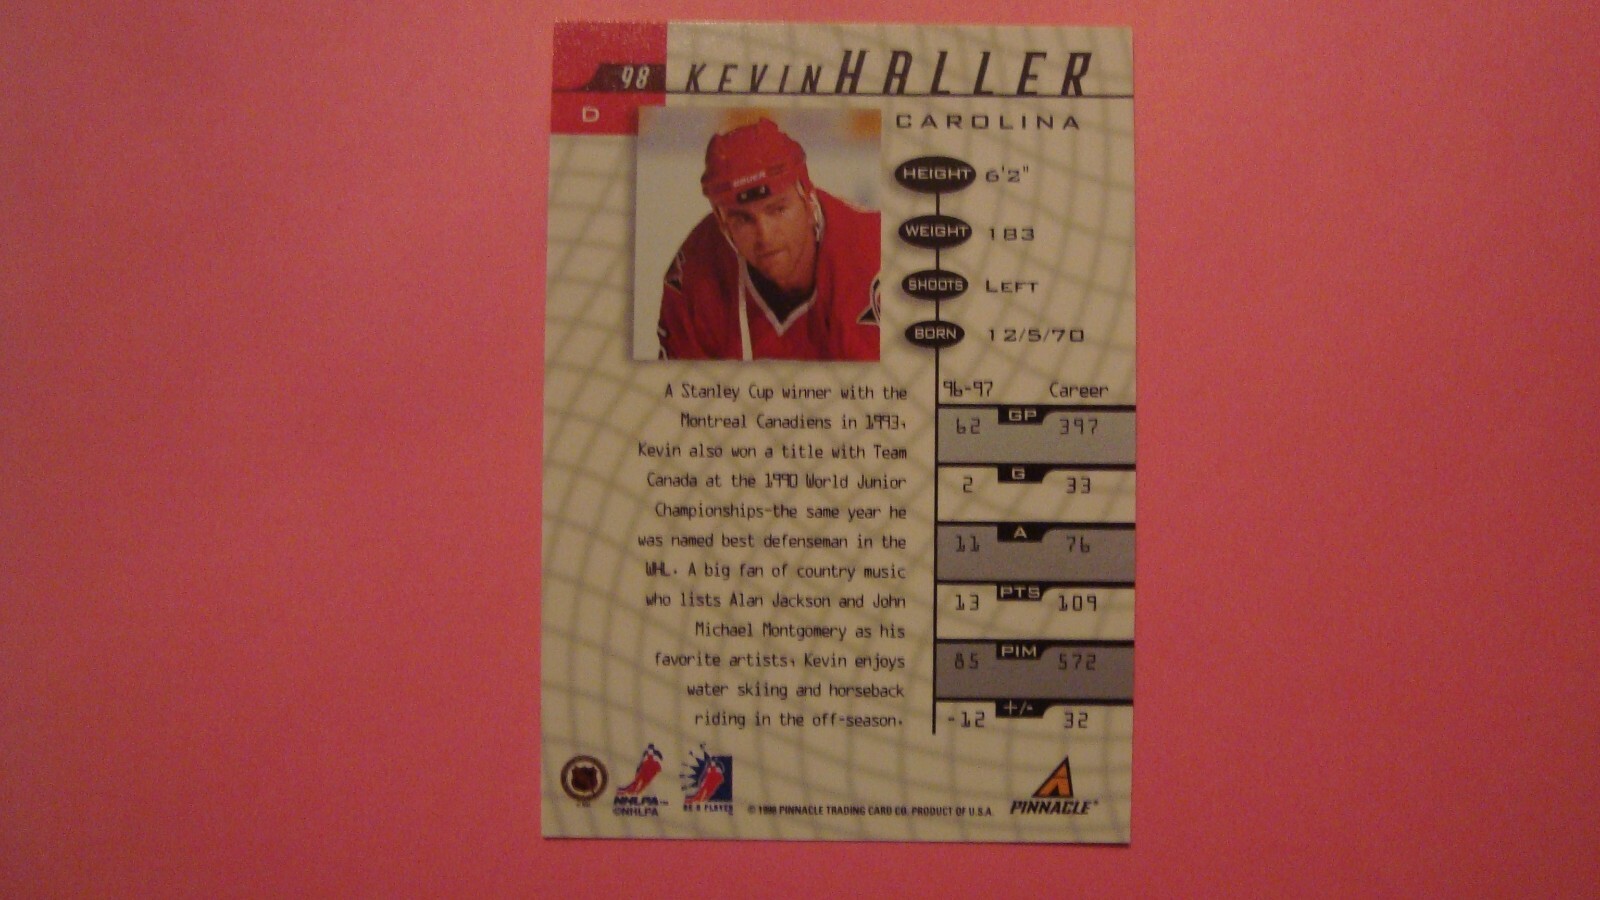 98 KEVIN HALLER
D
CAROLINA
BAUER
HEIGHT 6'2"
WEIGHT 183
SHOOTS LEFT
BORN 12/5/70
A Stanley Cup winner with the
Montreal Canadiens in 1993,
Kevin also won a title with Team
Canada at the 1990 World Junior
Championships-the same year he
was named best defenseman in the
WHL. A big fan of country music
who lists Alan Jackson and John
Michael Montgomery as his
favorite artists, Kevin enjoys
water skiing and horseback
riding in the off-season.
96-97 Career
62 GP 397
2 G 33
11 A 76
13 PTS 109
85 PIM 572
-12 +/- 32
NHLPA™
©NHLPA
BE A PLAYER
© 1998 PINNACLE TRADING CARD CO. PRODUCT OF U.S.A.
PINNACLE®